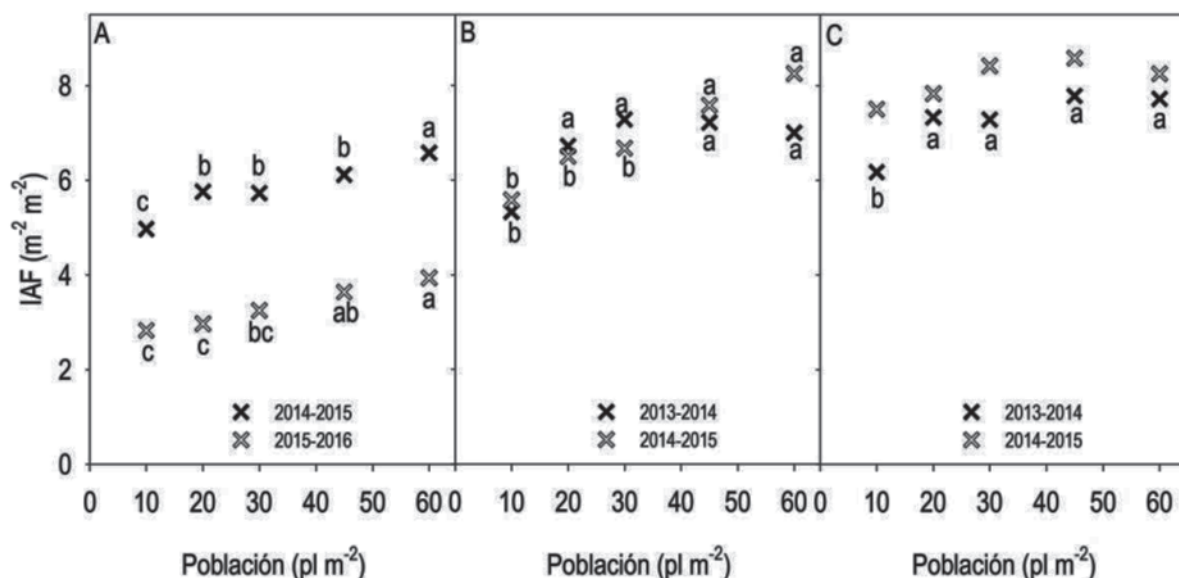 A
B
C
a
a
a
a
b
b
b
c
a
a
a
a
b
b
b
b
a
a
a
a
b
c
c
bc
ab
a
8
6
4
2
0
IAF (m-2 m-2)
2014-2015
2015-2016
2013-2014
2014-2015
2013-2014
2014-2015
0 10 20 30 40 50 60 0 10 20 30 40 50 60 0 10 20 30 40 50 60
Población (pl m-2) Población (pl m-2) Población (pl m-2)